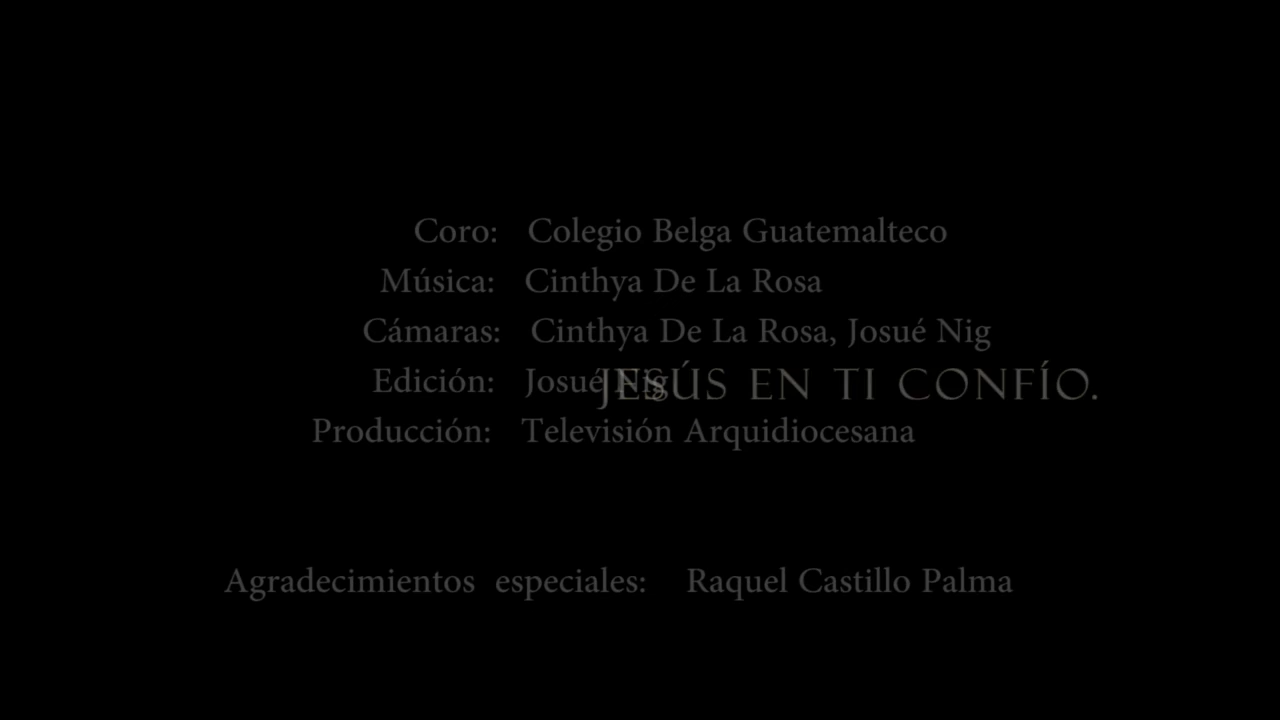 Coro: Colegio Belga Guatemalteco
Música: Cinthya De La Rosa
Cámaras: Cinthya De La Rosa, Josué Nig
Edición: Josué Nig
JESÚS EN TI CONFÍO.
Producción: Televisión Arquidiocesana
Agradecimientos especiales: Raquel Castillo Palma